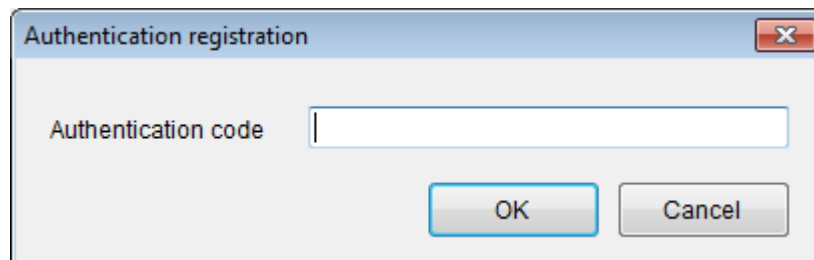 Authentication registration
Authentication code
OK Cancel